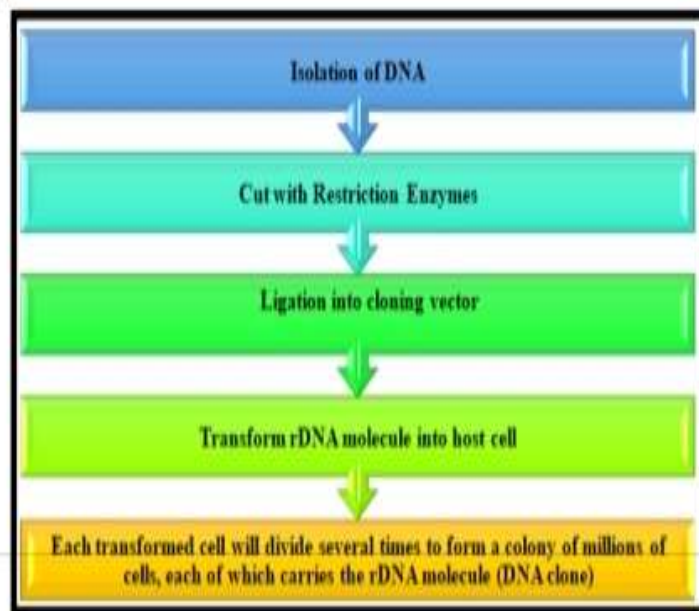 Isolation of DNA
Cut with Restriction Enzymes
Ligation into cloning vector
Transform rDNA molecule into host cell
Each transformed cell will divide several times to form a colony of millions of
cells, each of which carries the rDNA molecule (DNA clone)